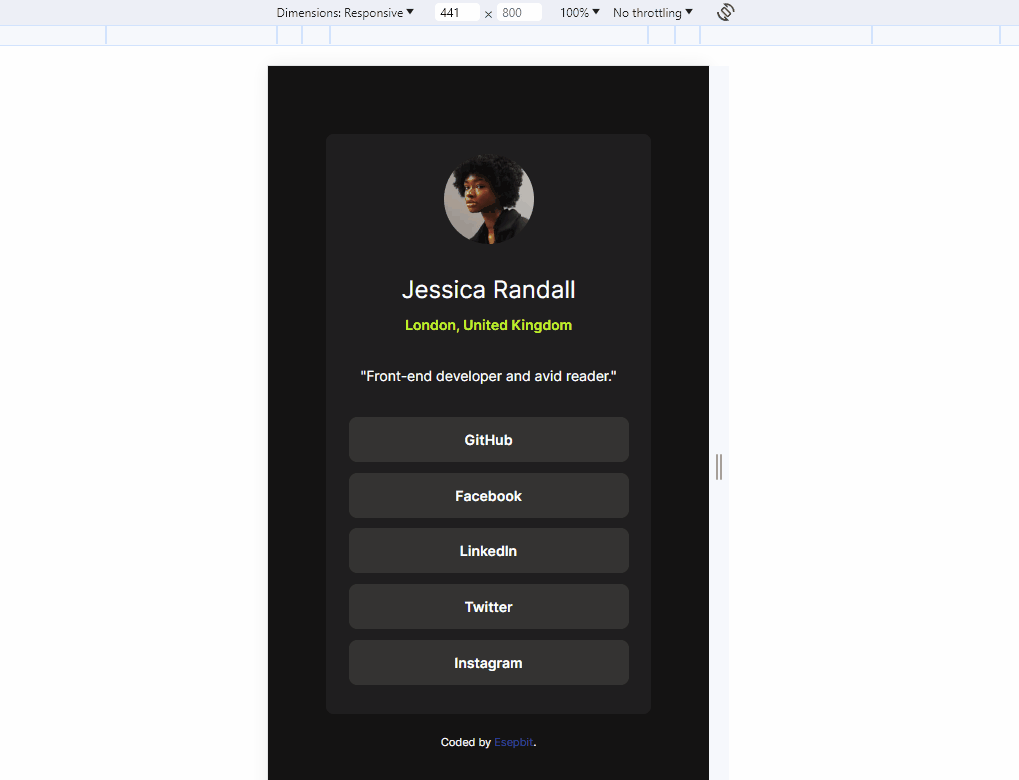 Dimensions: Responsive 441 × 800 100% No throttling
Jessica Randall
London, United Kingdom
"Front-end developer and avid reader."
GitHub
Facebook
LinkedIn
Twitter
Instagram
Coded by Esepbit.